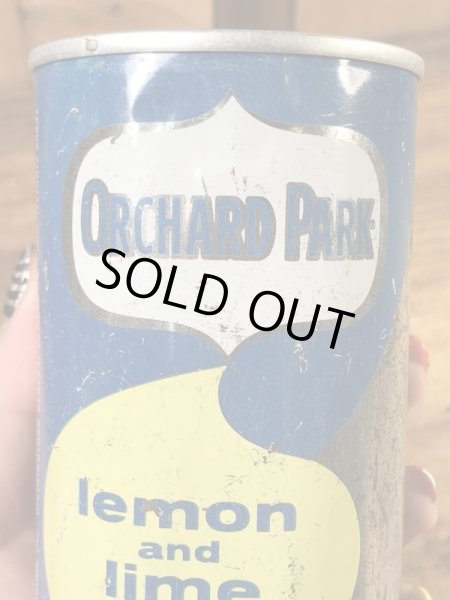 ORCHARD PARK
SOLD OUT
lemon
and
lime